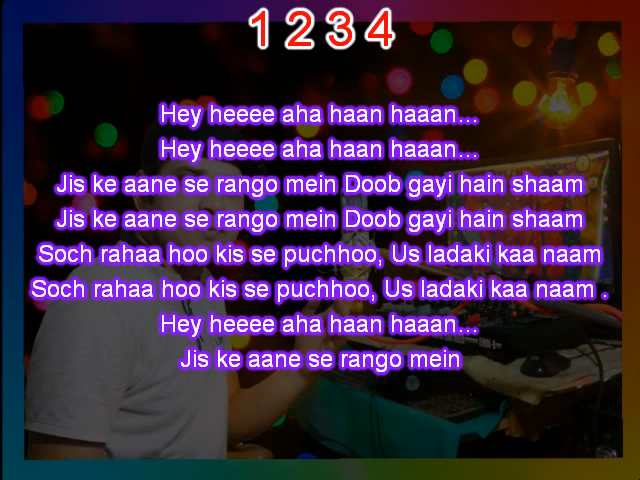 1 2 3 4
Hey heeee aha haan haaan...
Hey heeee aha haan haaan...
Jis ke aane se rango mein Doob gayi hain shaam
Jis ke aane se rango mein Doob gayi hain shaam
Soch rahaa hoo kis se puchhoo, Us ladaki kaa naam
Soch rahaa hoo kis se puchhoo, Us ladaki kaa naam .
Hey heeee aha haan haaan...
Jis ke aane se rango mein